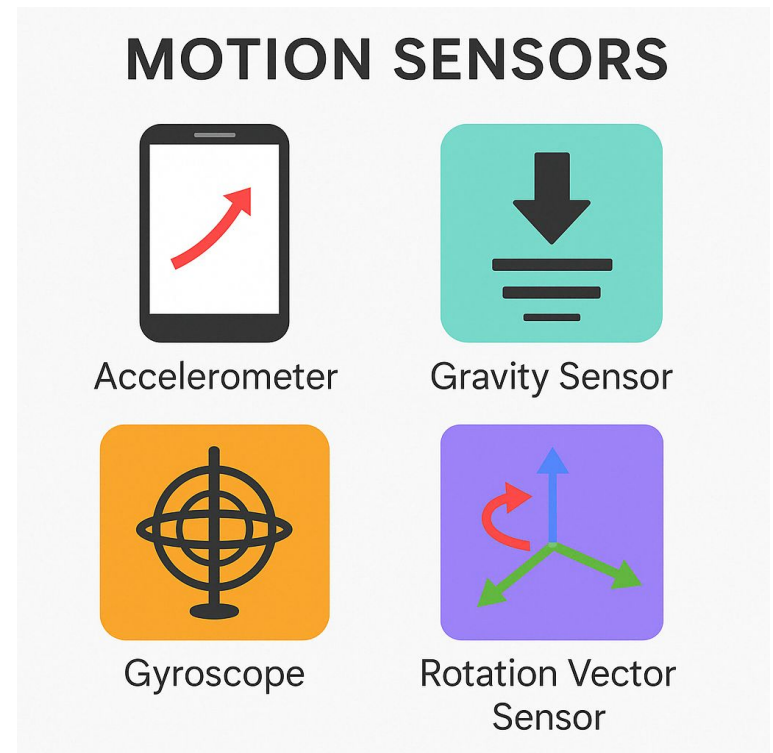 MOTION SENSORS
Accelerometer
Gravity Sensor
Gyroscope
Rotation Vector
Sensor